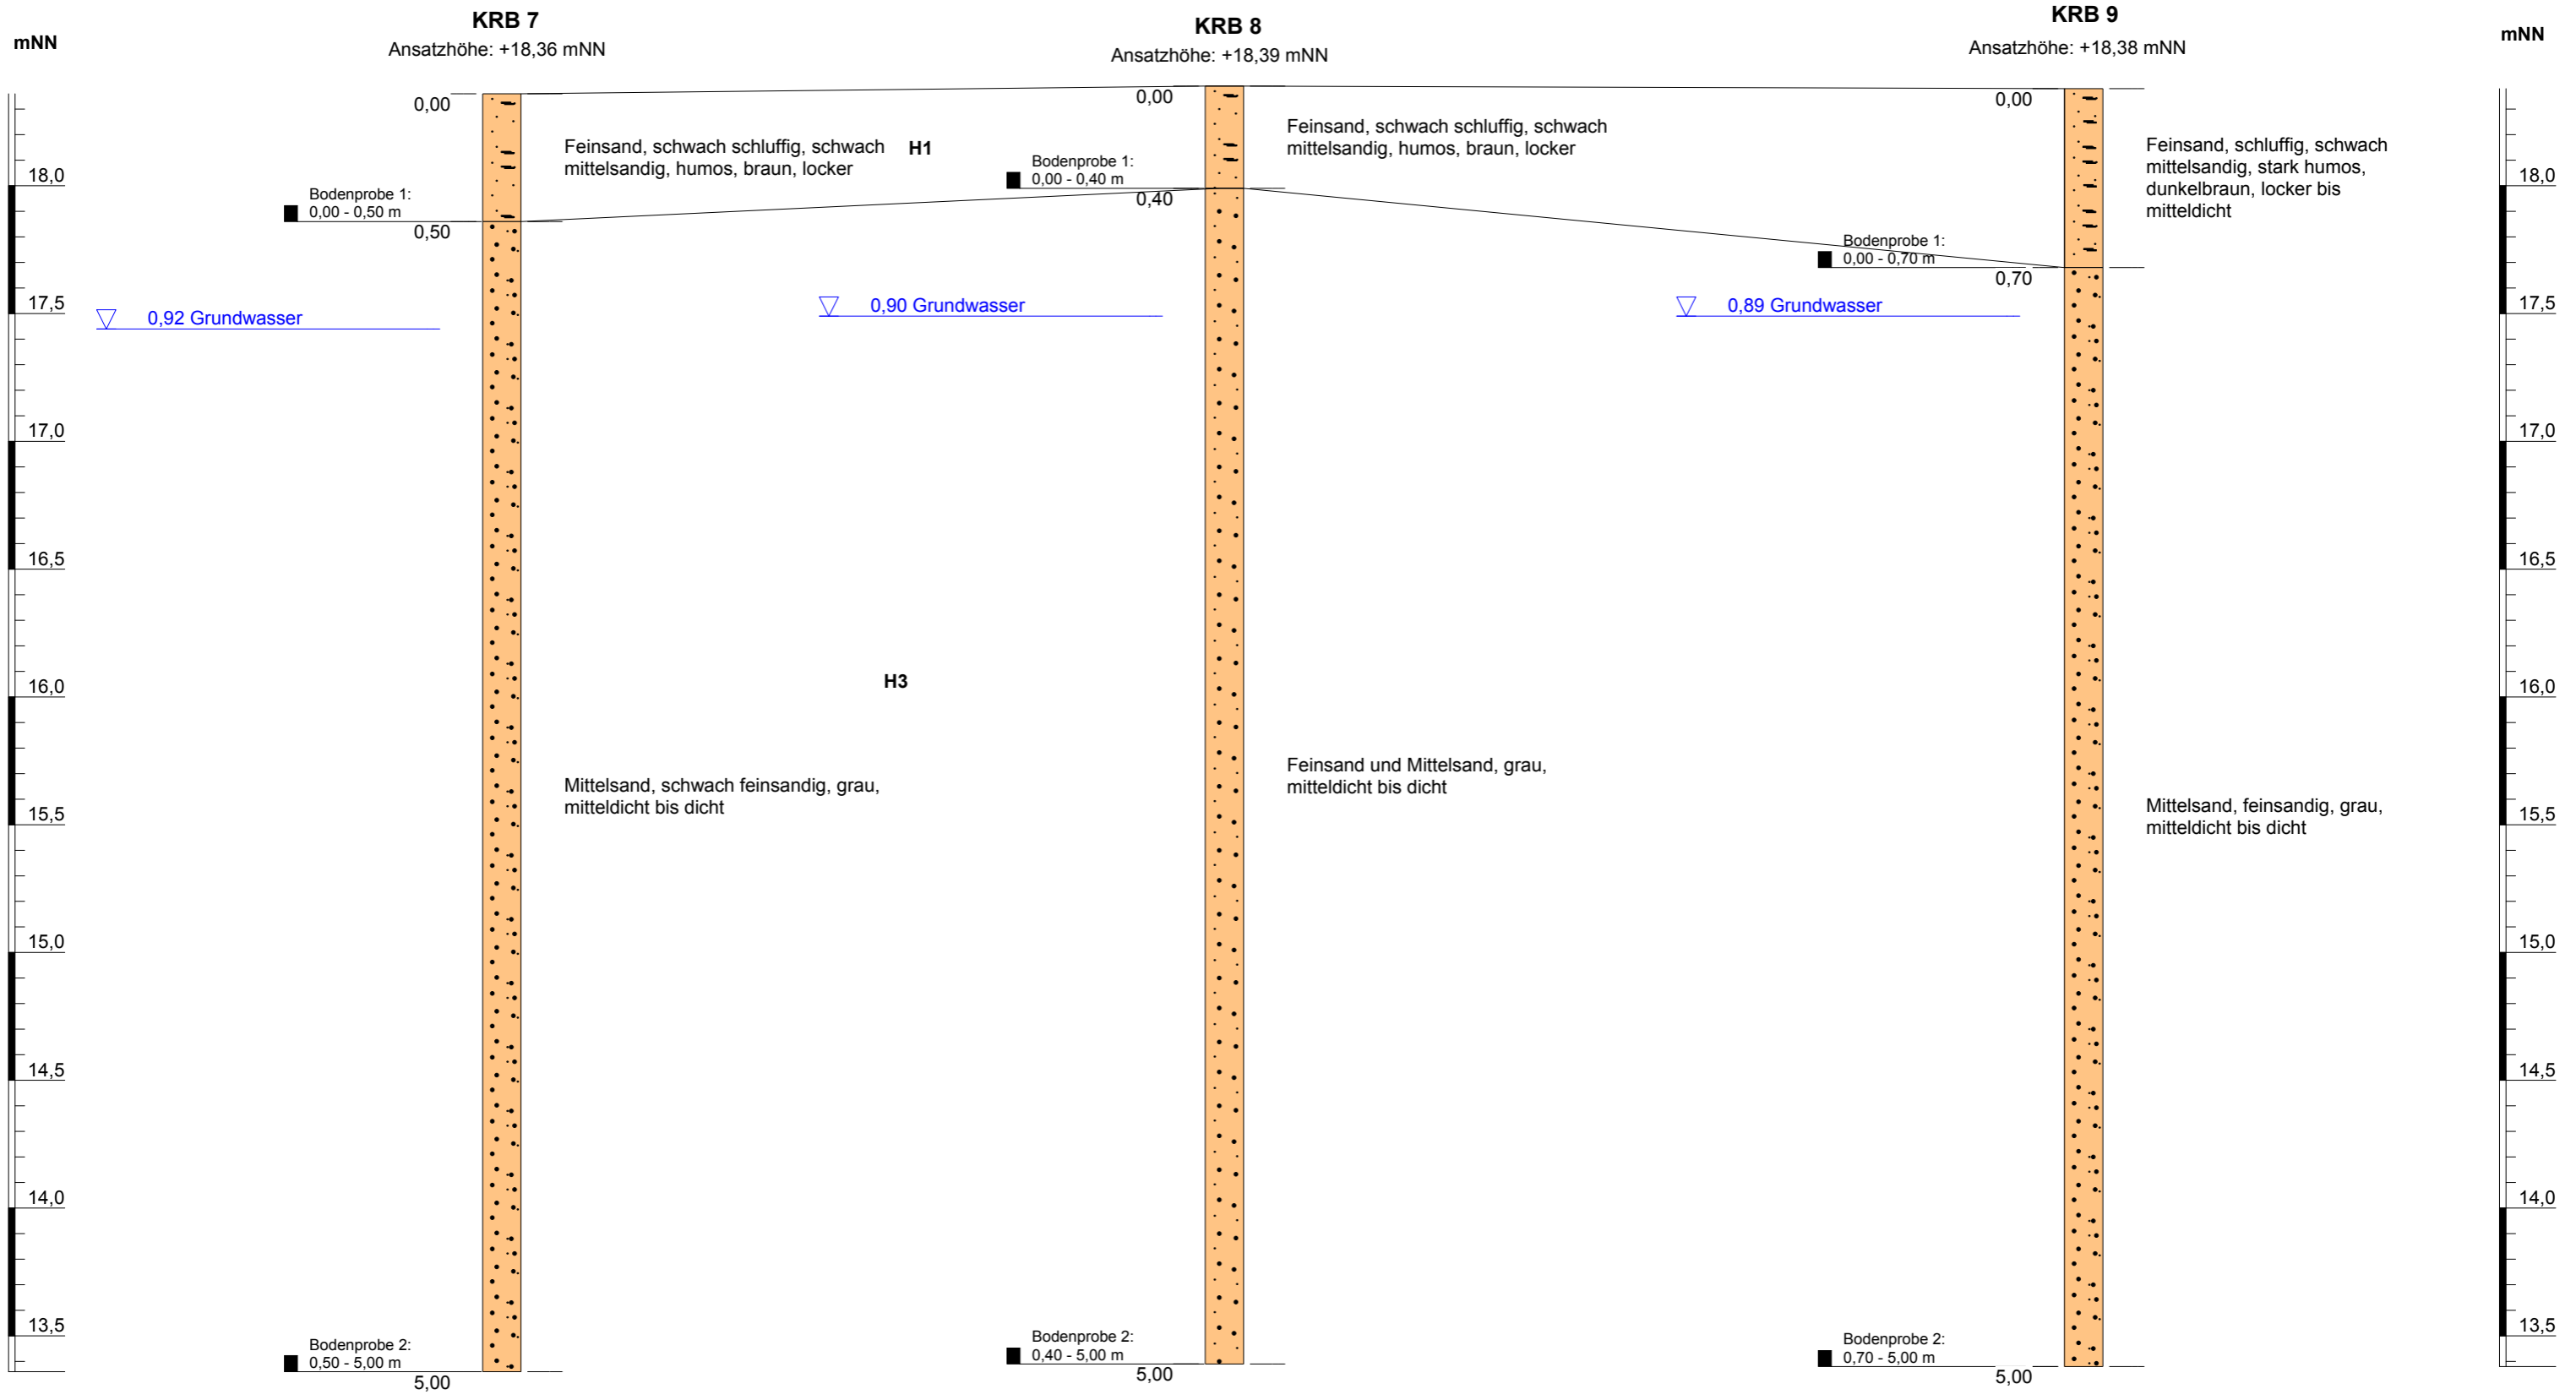 KRB 7
Ansatzhöhe: +18,36 mNN
KRB 8
Ansatzhöhe: +18,39 mNN
KRB 9
Ansatzhöhe: +18,38 mNN
mNN
18,0
17,5
17,0
16,5
16,0
15,5
15,0
14,5
14,0
13,5
0,00
Feinsand, schwach schluffig, schwach
mittelsandig, humos, braun, locker
Bodenprobe 1:
0,00 - 0,50 m
0,50
0,92 Grundwasser
Mittelsand, schwach feinsandig, grau,
mitteldicht bis dicht
Bodenprobe 2:
0,50 - 5,00 m
5,00
H1
H3
0,00
Feinsand, schwach schluffig, schwach
mittelsandig, humos, braun, locker
Bodenprobe 1:
0,00 - 0,40 m
0,40
0,90 Grundwasser
Feinsand und Mittelsand, grau,
mitteldicht bis dicht
Bodenprobe 2:
0,40 - 5,00 m
5,00
0,00
Feinsand, schluffig, schwach
mittelsandig, stark humos,
dunkelbraun, locker bis
mitteldicht
Bodenprobe 1:
0,00 - 0,70 m
0,70
0,89 Grundwasser
Mittelsand, feinsandig, grau,
mitteldicht bis dicht
Bodenprobe 2:
0,70 - 5,00 m
5,00
mNN
18,0
17,5
17,0
16,5
16,0
15,5
15,0
14,5
14,0
13,5